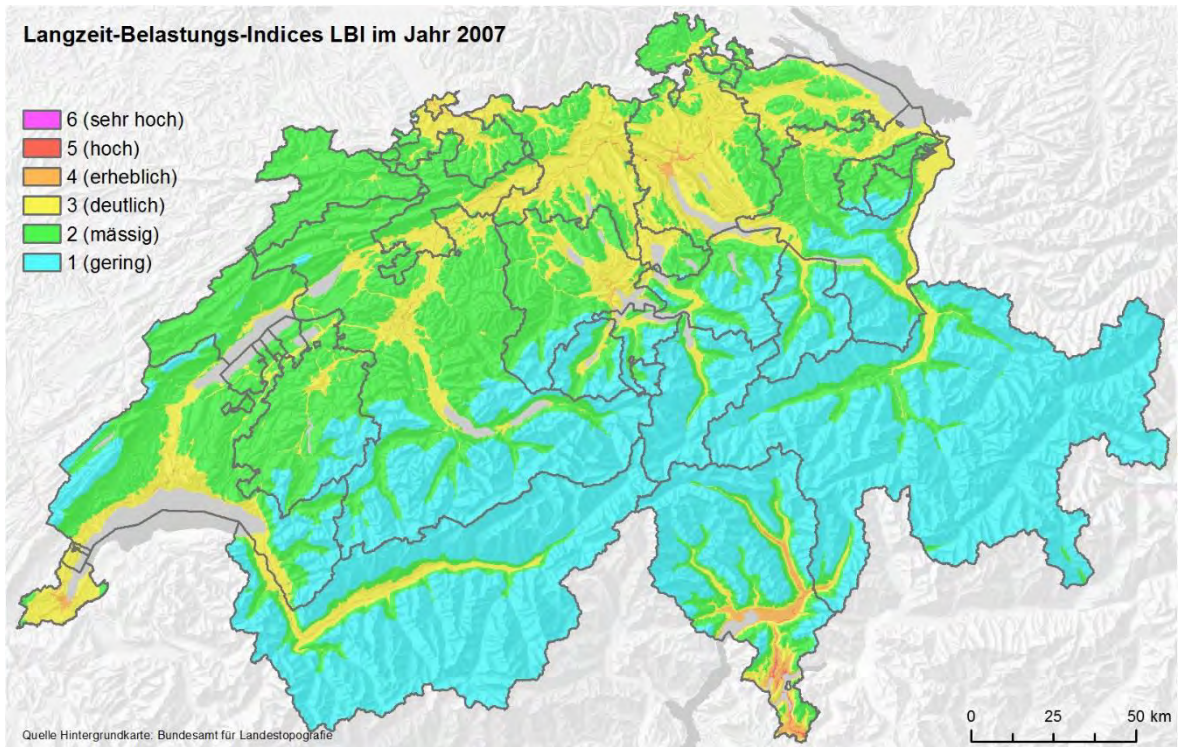 Langzeit-Belastungs-Indices LBI im Jahr 2007
6 (sehr hoch)
5 (hoch)
4 (erheblich)
3 (deutlich)
2 (mässig)
1 (gering)
Quelle Hintergrundkarte: Bundesamt für Landestopografie
0 25 50 km